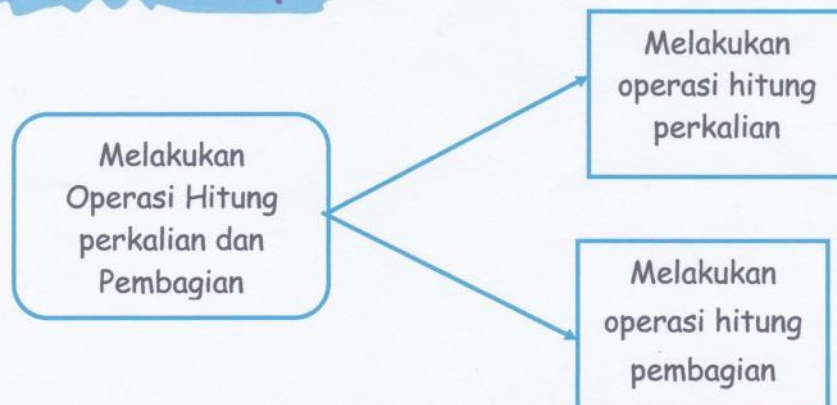 Melakukan
Operasi Hitung
perkalian dan
Pembagian
Melakukan
operasi hitung
perkalian
Melakukan
operasi hitung
pembagian